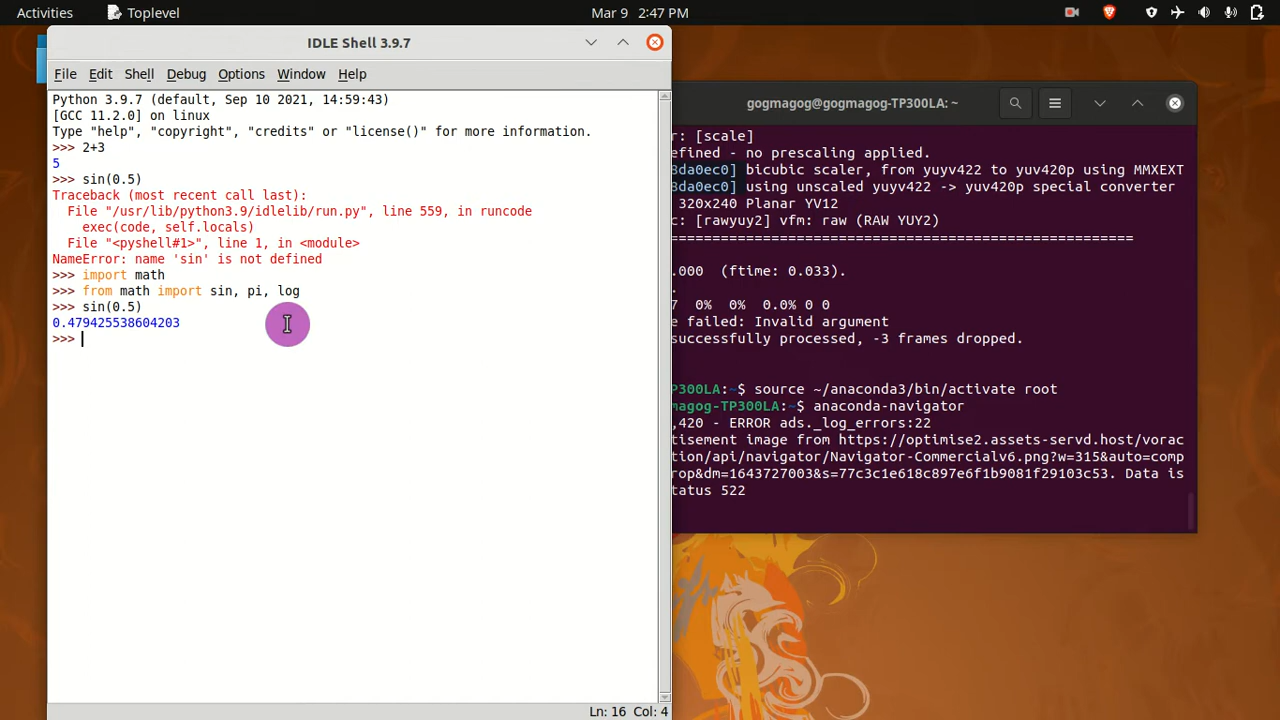 Activities
Toplevel
Mar 9 2:47 PM
IDLE Shell 3.9.7
File Edit Shell Debug Options Window Help
Python 3.9.7 (default, Sep 10 2021, 14:59:43)
[GCC 11.2.0] on linux
Type "help", "copyright", "credits" or "license()" for more information.
>>> 2+3
5
>>> sin(0.5)
Traceback (most recent call last):
File "/usr/lib/python3.9/idlelib/run.py", line 559, in runcode
exec(code, self.locals)
File "<pyshell#1>", line 1, in <module>
NameError: name 'sin' is not defined
>>> import math
>>> from math import sin, pi, log
>>> sin(0.5)
0.479425538604203
>>>
Ln: 16 Col: 4
gogmagog@gogmagog-TP300LA: ~
r: [scale]
efined - no prescaling applied.
8da0ec0] bicubic scaler, from yuyv422 to yuv420p using MMXEXT
8da0ec0] using unscaled yuyv422 -> yuv420p special converter
320x240 Planar YV12
c: [rawyuy2] vfm: raw (RAW YUY2)
======================================================
.000 (ftime: 0.033).
.
7 0% 0% 0.0% 0 0
e failed: Invalid argument
successfully processed, -3 frames dropped.
P300LA:~$ source ~/anaconda3/bin/activate root
magog-TP300LA:~$ anaconda-navigator
,420 - ERROR ads._log_errors:22
tisement image from https://optimise2.assets-servd.host/vorac
tion/api/navigator/Navigator-Commercialv6.png?w=315&auto=comp
rop&dm=1643727003&s=77c3c1e618c897e6f1b9081f29103c53. Data is
tatus 522